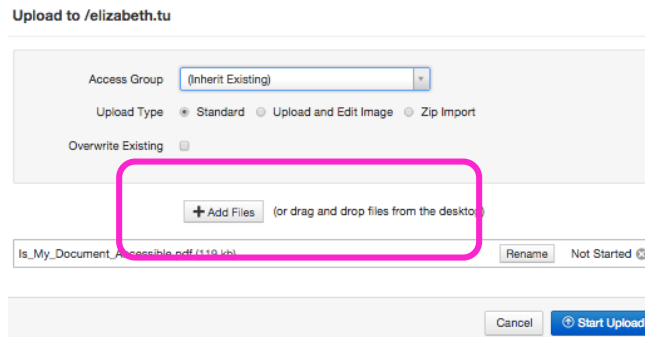 Upload to /elizabeth.tu
Access Group (Inherit Existing)
Upload Type Standard Upload and Edit Image Zip Import
Overwrite Existing
+ Add Files (or drag and drop files from the desktop)
Is_My_Document_Accessible.pdf (119 kb) Rename Not Started
Cancel Start Upload